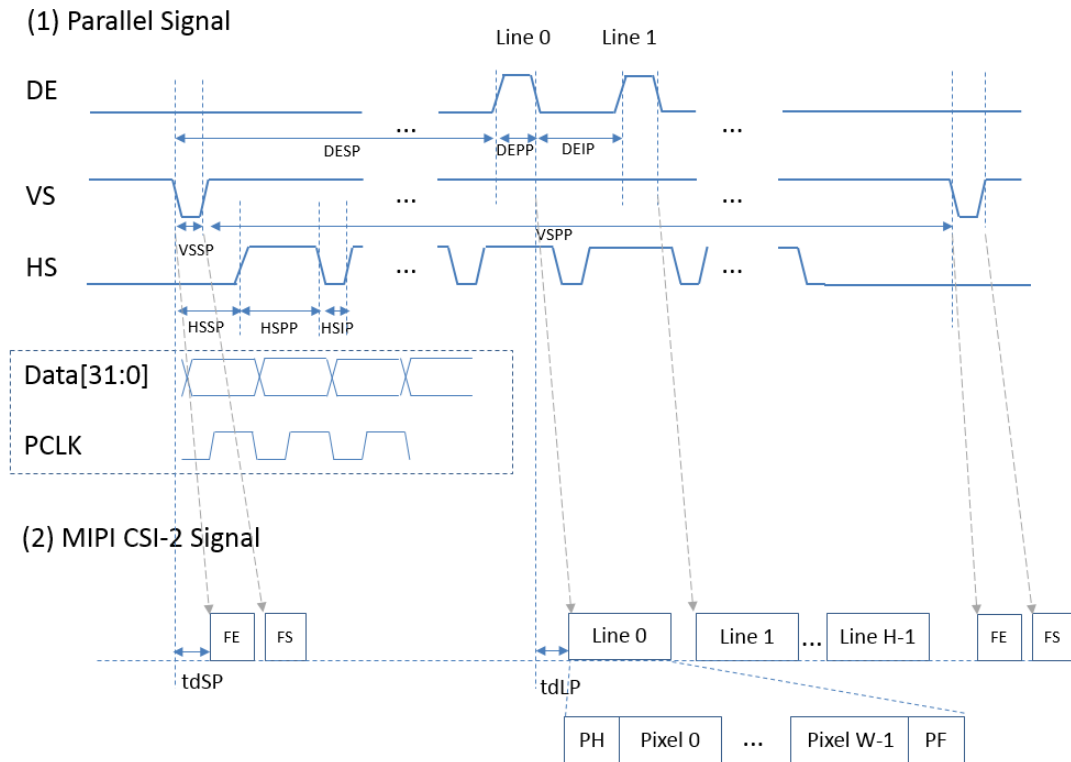 (1) Parallel Signal
Line 0 Line 1
DE
... ...
DESP DEPP DEIP
VS
... ...
VSSP VSPP
HS
... ...
HSSP HSPP HSIP
Data[31:0]
PCLK
(2) MIPI CSI-2 Signal
FE FS Line 0 Line 1 ... Line H-1 FE FS
tdSP tdLP
PH Pixel 0 ... Pixel W-1 PF